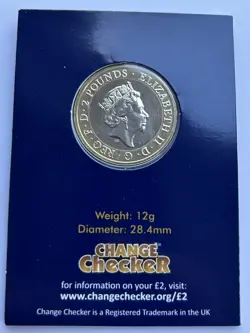 · ELIZABETH II · D · G · REG · F · D · 2 POUNDS
Weight: 12g
Diameter: 28.4mm
CHANGE
CHECKER
for information on your £2, visit:
www.changechecker.org/£2
Change Checker is a Registered Trademark in the UK